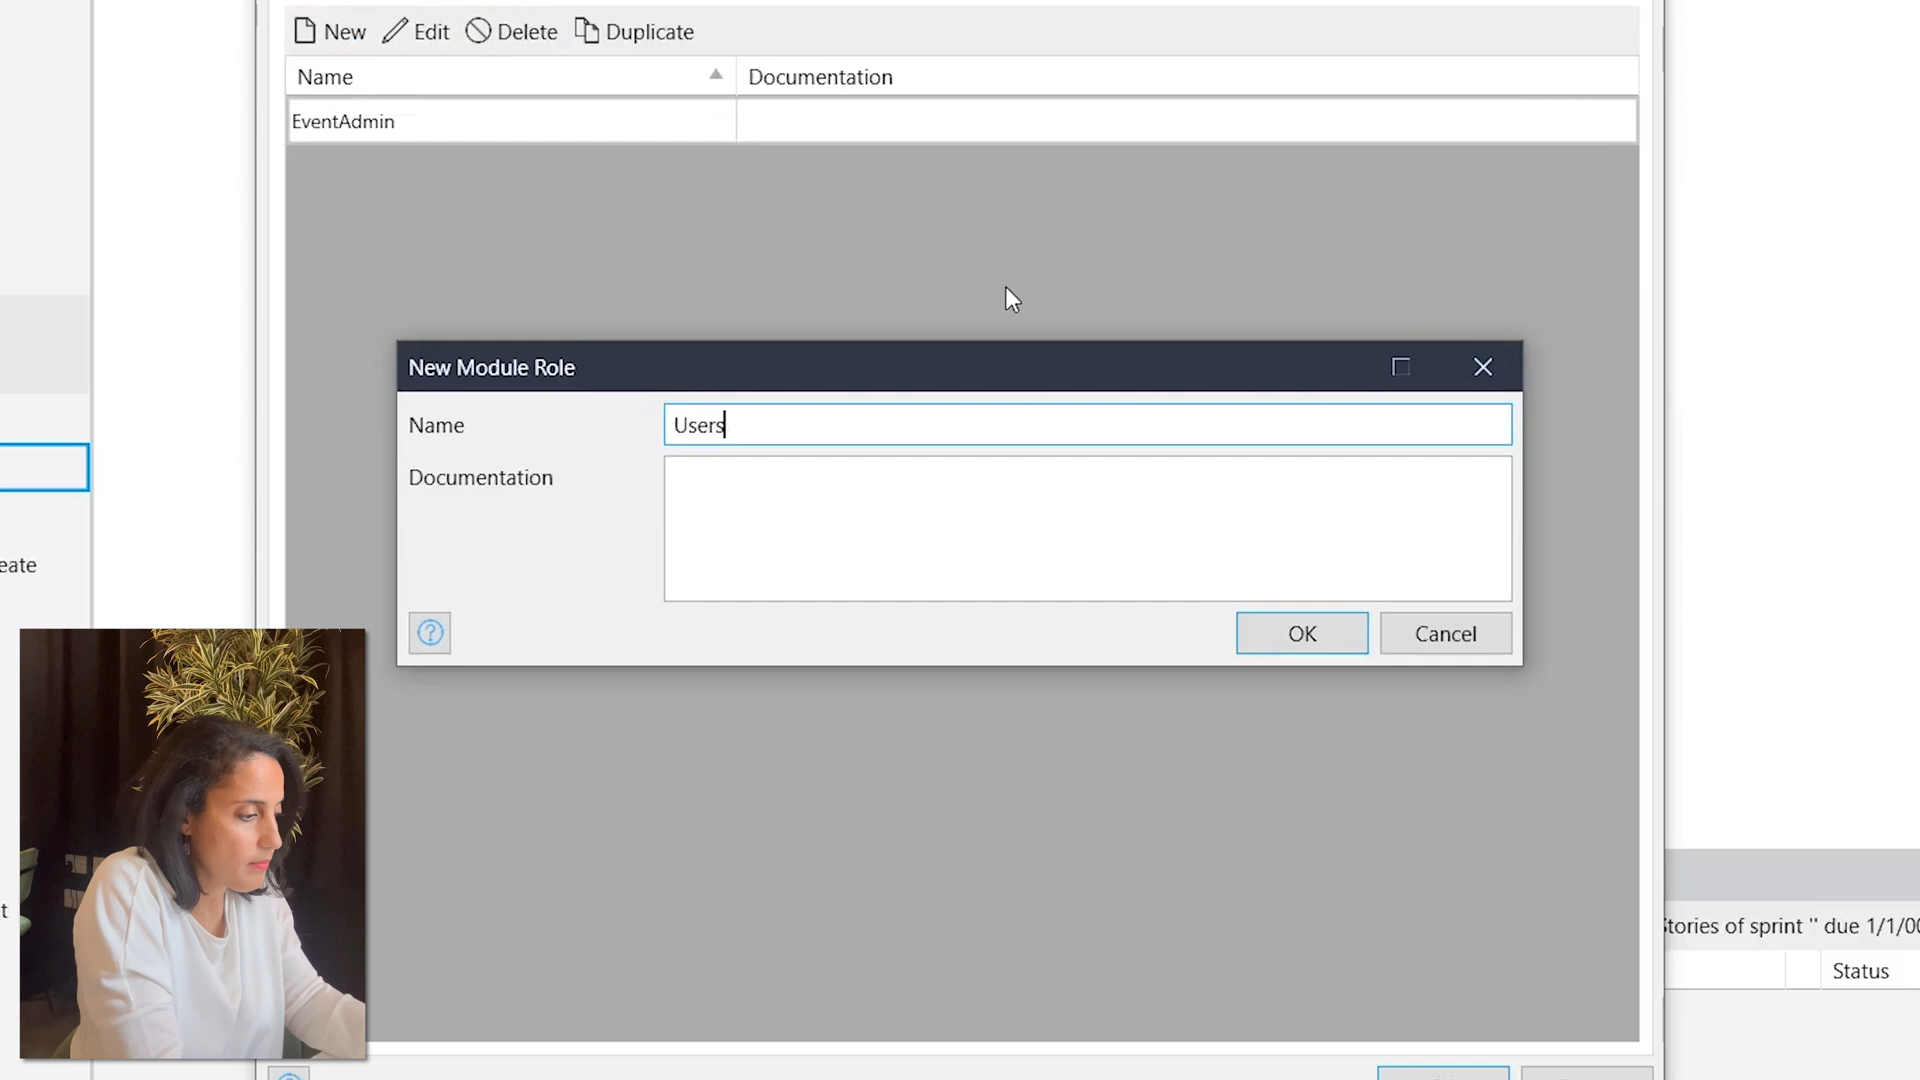 New Edit Delete Duplicate
Name Documentation
EventAdmin
New Module Role
Name Users
Documentation
OK Cancel
eate
t
tories of sprint '' due 1/1/00
Status